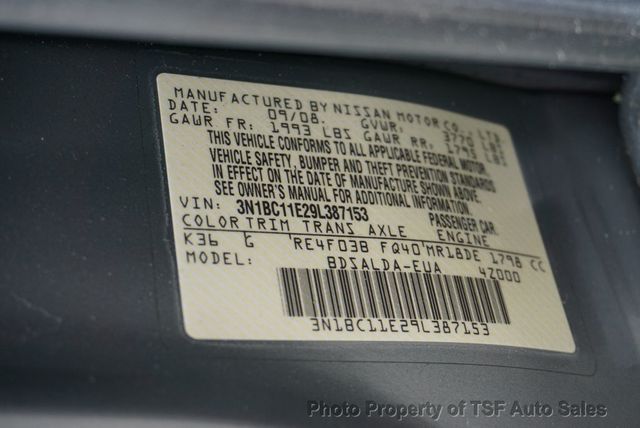 MANUFACTURED BY NISSAN MOTOR CO., LTD
DATE: 09/08. GVWR: 3770 LBS
GAWR FR: 1993 LBS GAWR RR: 1795 LBS
THIS VEHICLE CONFORMS TO ALL APPLICABLE FEDERAL MOTOR
VEHICLE SAFETY, BUMPER AND THEFT PREVENTION STANDARDS
IN EFFECT ON THE DATE OF MANUFACTURE SHOWN ABOVE.
SEE OWNER'S MANUAL FOR ADDITIONAL INFORMATION.
VIN: 3N1BC11E29L387153 PASSENGER CAR
COLOR TRIM TRANS AXLE ENGINE
K36 G RE4F03B FQ40 MR18DE 1798 CC
MODEL: BDSALDA-EUA 4Z000
3N1BC11E29L387153
Photo Property of TSF Auto Sales